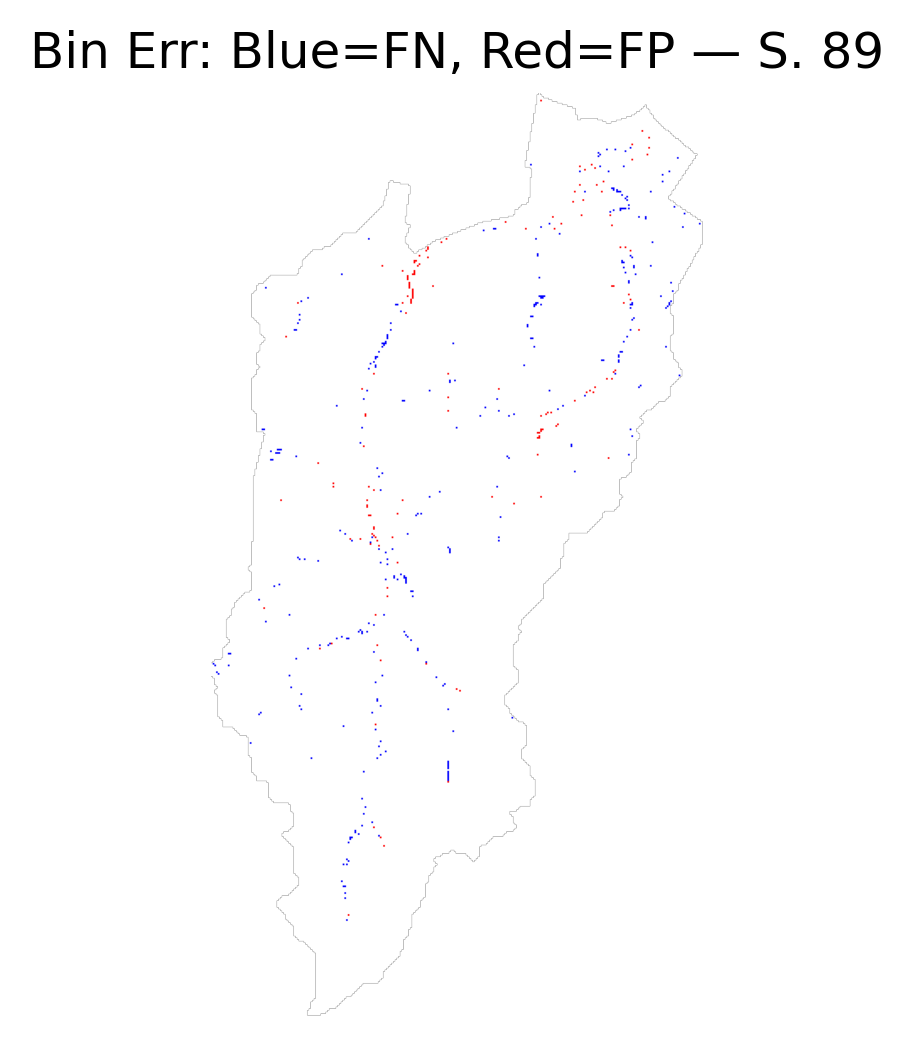 Bin Err: Blue=FN, Red=FP — S. 89